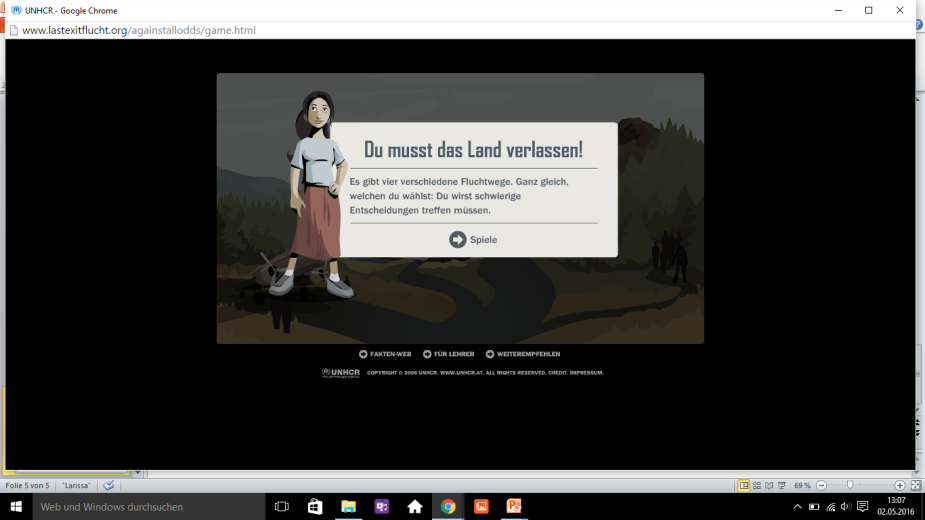 UNHCR - Google Chrome
www.lastexitflucht.org/againstallodds/game.html
Du musst das Land verlassen!
Es gibt vier verschiedene Fluchtwege. Ganz gleich,
welchen du wählst: Du wirst schwierige
Entscheidungen treffen müssen.
Spiele
FAKTEN-WEB FÜR LEHRER WEITEREMPFEHLEN
UNHCR COPYRIGHT © 2006 UNHCR. WWW.UNHCR.AT. ALL RIGHTS RESERVED. CREDIT. IMPRESSUM.
Folie 5 von 5 "Larissa" 69 %
Web und Windows durchsuchen
13:07
02.05.2016